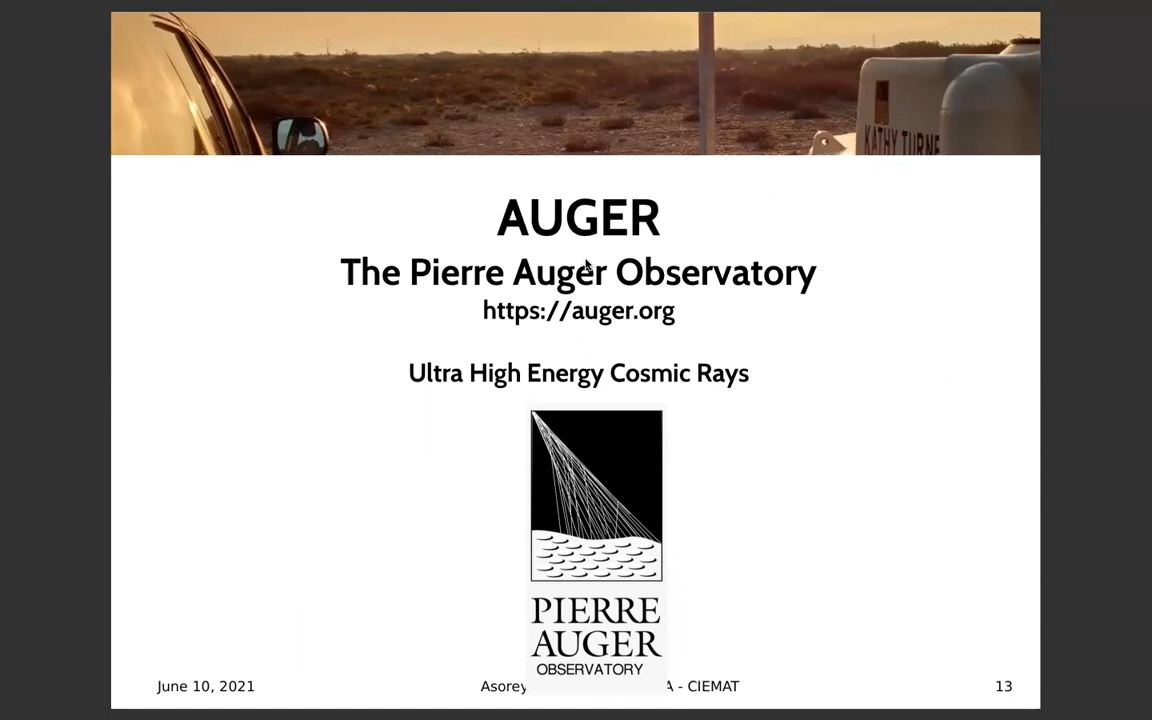 KATHY TURNE
AUGER
The Pierre Auger Observatory
https://auger.org
Ultra High Energy Cosmic Rays
PIERRE
AUGER
OBSERVATORY
June 10, 2021
Asorey A - CIEMAT
13